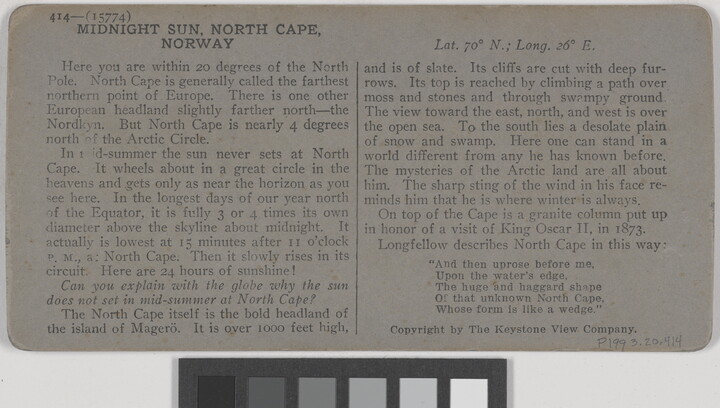 414—(15774)
MIDNIGHT SUN, NORTH CAPE,
NORWAY
Here you are within 20 degrees of the North
Pole. North Cape is generally called the farthest
northern point of Europe. There is one other
European headland slightly farther north—the
Nordkyn. But North Cape is nearly 4 degrees
north of the Arctic Circle.
In mid-summer the sun never sets at North
Cape. It wheels about in a great circle in the
heavens and gets only as near the horizon as you
see here. In the longest days of our year north
of the Equator, it is fully 3 or 4 times its own
diameter above the skyline about midnight. It
actually is lowest at 15 minutes after 11 o'clock
P. M., at North Cape. Then it slowly rises in its
circuit. Here are 24 hours of sunshine!
Can you explain with the globe why the sun
does not set in mid-summer at North Cape?
The North Cape itself is the bold headland of
the island of Magerö. It is over 1000 feet high,
Lat. 70° N.; Long. 26° E.
and is of slate. Its cliffs are cut with deep fur-
rows. Its top is reached by climbing a path over
moss and stones and through swampy ground.
The view toward the east, north, and west is over
the open sea. To the south lies a desolate plain
of snow and swamp. Here one can stand in a
world different from any he has known before.
The mysteries of the Arctic land are all about
him. The sharp sting of the wind in his face re-
minds him that he is where winter is always.
On top of the Cape is a granite column put up
in honor of a visit of King Oscar II, in 1873.
Longfellow describes North Cape in this way:
"And then uprose before me,
Upon the water's edge,
The huge and haggard shape
Of that unknown North Cape,
Whose form is like a wedge."
Copyright by The Keystone View Company.
P199 3.20.414